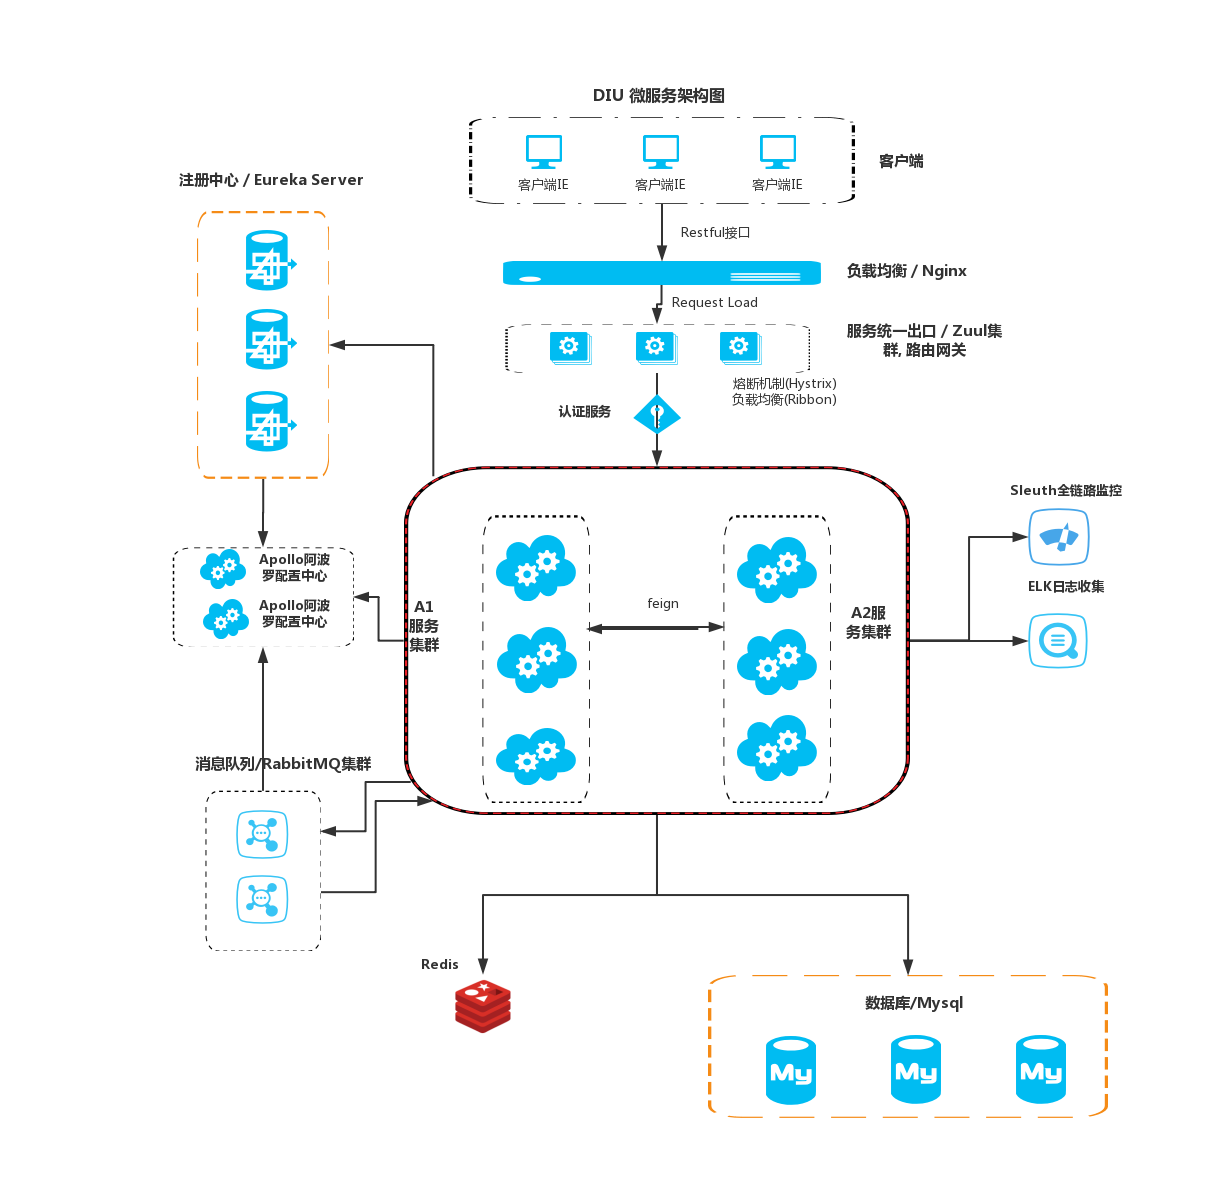 DIU 微服务架构图
客户端IE
客户端IE
客户端IE
客户端
注册中心 / Eureka Server
Restful接口
负载均衡 / Nginx
Request Load
服务统一出口 / Zuul集
群, 路由网关
熔断机制(Hystrix)
负载均衡(Ribbon)
认证服务
Sleuth全链路监控
ELK日志收集
Apollo阿波
罗配置中心
Apollo阿波
罗配置中心
A1
服务
集群
feign
A2服
务集群
消息队列/RabbitMQ集群
Redis
数据库/Mysql
My
My
My